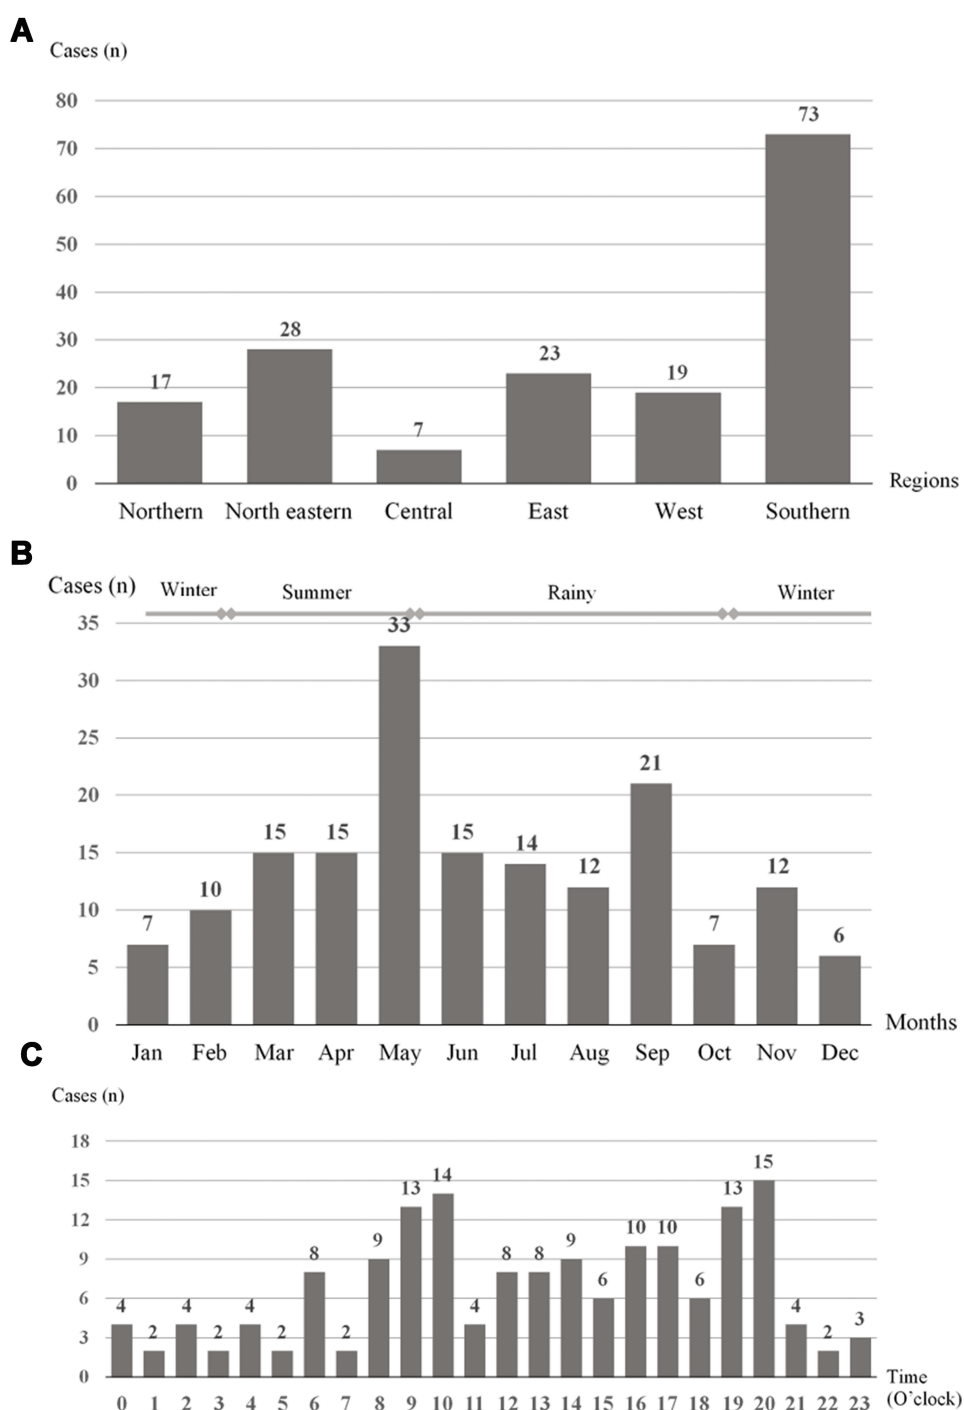 A
Cases (n)
80
73
70
60
50
40
30
28
23
20
17
19
10
7
0
Regions
Northern North eastern Central East West Southern
B
Cases (n)
Winter Summer Rainy Winter
35
33
30
25
21
20
15 15 15
15
14
12 12
10
10
7 7
6
5
0
Months
Jan Feb Mar Apr May Jun Jul Aug Sep Oct Nov Dec
C
Cases (n)
18
15
15
14
13 13
12
10 10
9
9 9
8 8 8
6
6 6
4 4 4 4 4
3
3
2 2 2 2 2
0
Time
(O'clock)
0 1 2 3 4 5 6 7 8 9 10 11 12 13 14 15 16 17 18 19 20 21 22 23